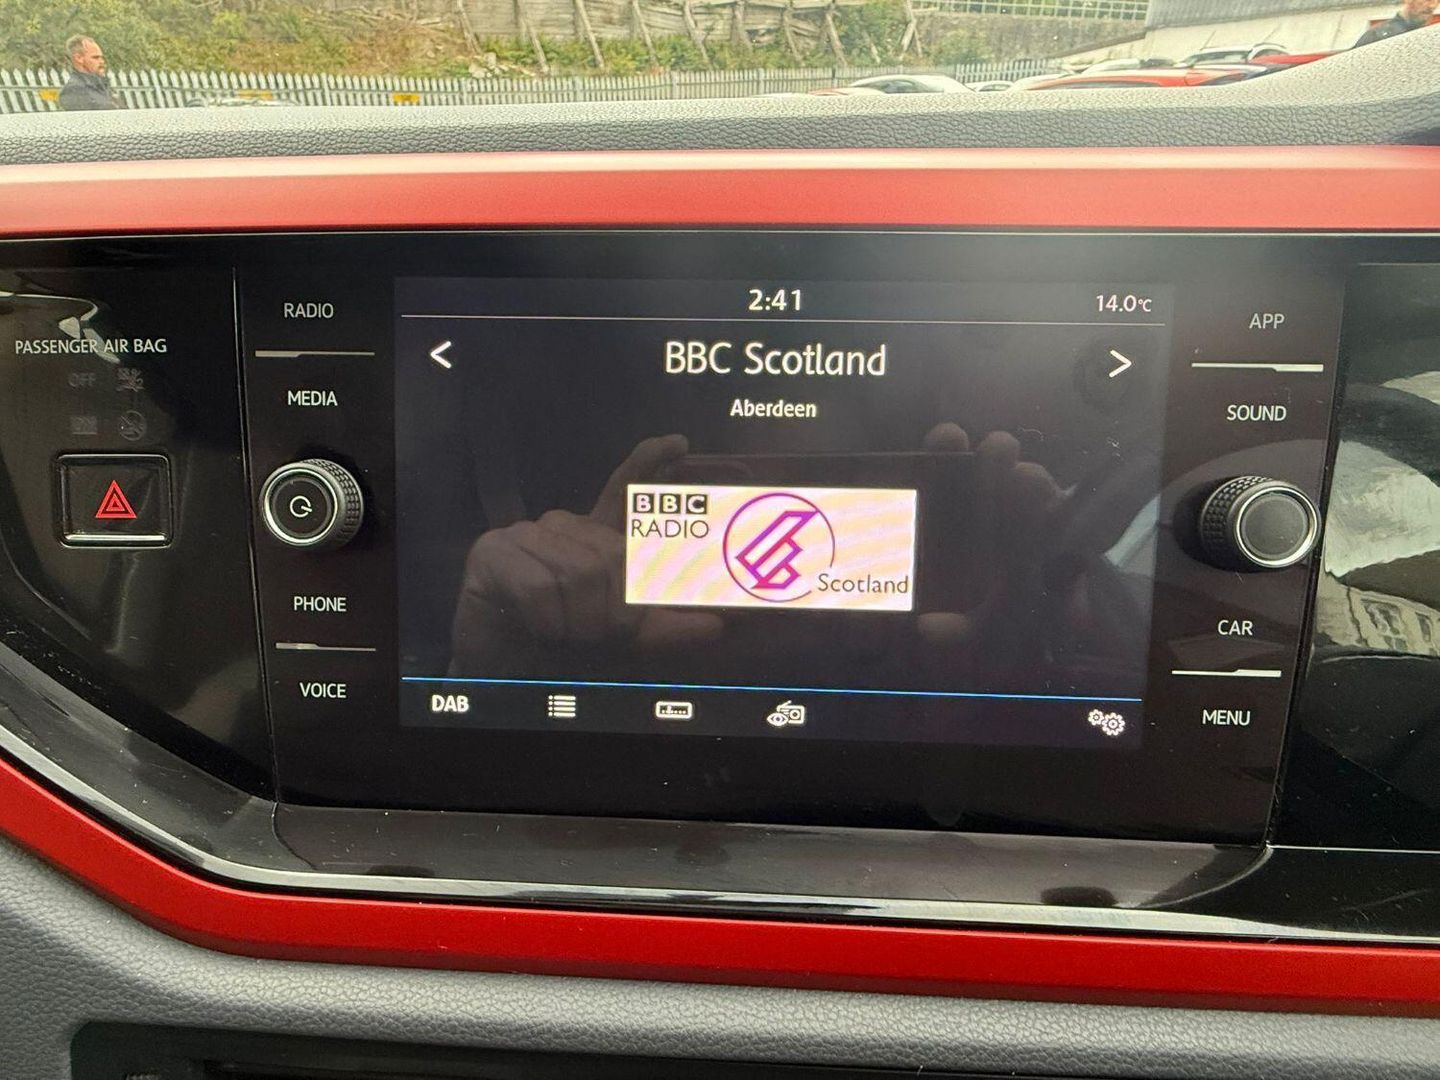 2:41
14.0°C
RADIO
APP
PASSENGER AIR BAG
OFF
BBC Scotland
MEDIA
Aberdeen
SOUND
BBC
RADIO
Scotland
PHONE
CAR
VOICE
DAB
MENU